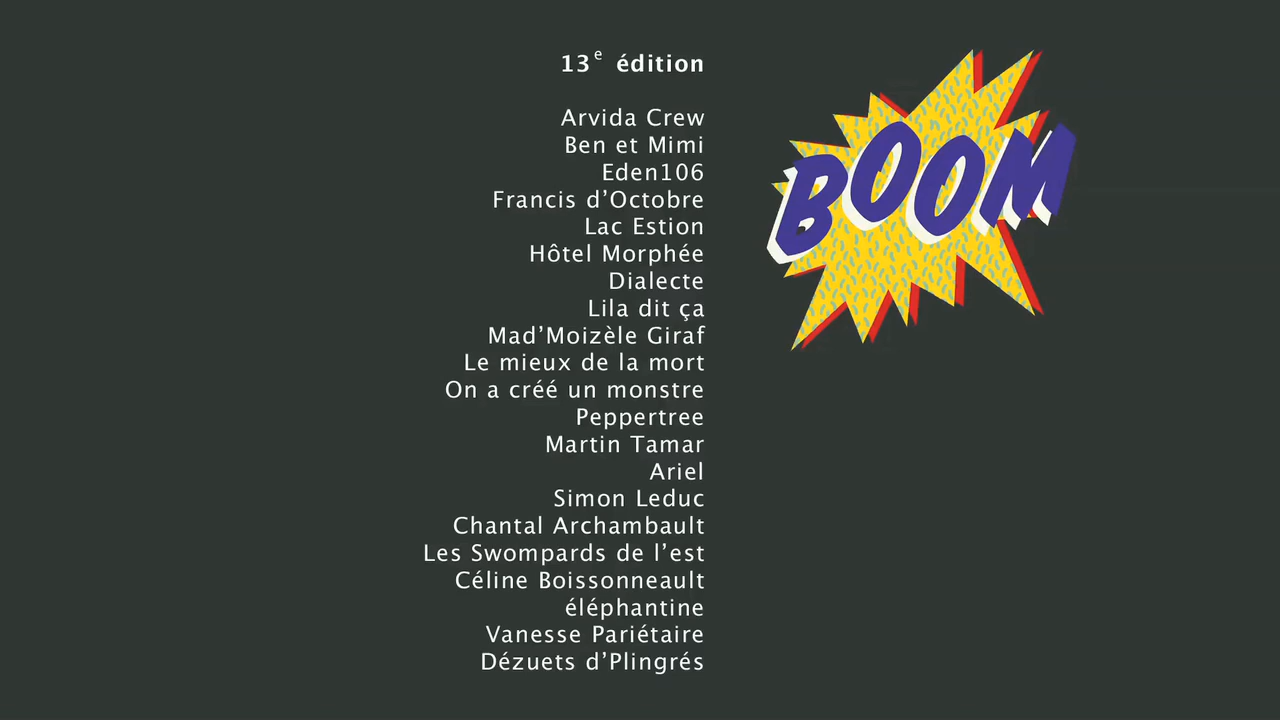 13e édition
Arvida Crew
Ben et Mimi
Eden106
Francis d’Octobre
Lac Estion
Hôtel Morphée
Dialecte
Lila dit ça
Mad’Moizèle Giraf
Le mieux de la mort
On a créé un monstre
Peppertree
Martin Tamar
Ariel
Simon Leduc
Chantal Archambault
Les Swompards de l’est
Céline Boissonneault
éléphantine
Vanesse Pariétaire
Dézuets d’Plingrés
BOOM